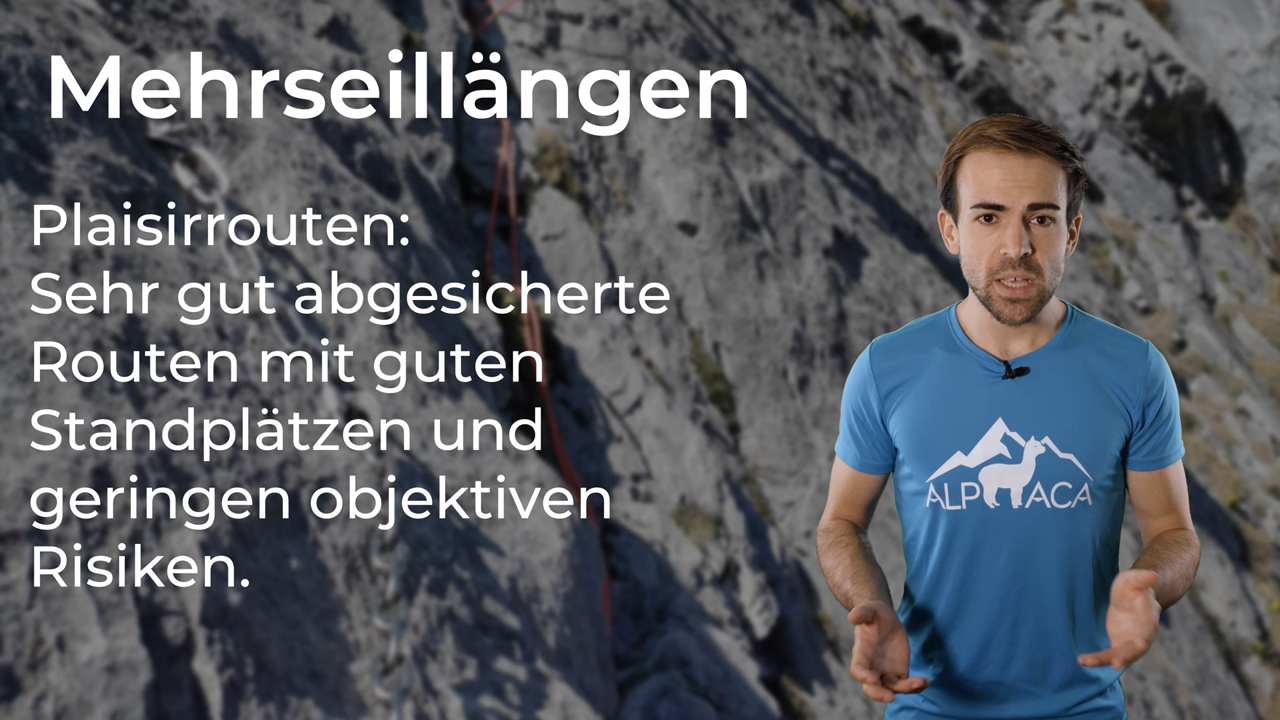 Mehrseillängen
Plaisirrouten:
Sehr gut abgesicherte
Routen mit guten
Standplätzen und
geringen objektiven
Risiken.
ALPACA